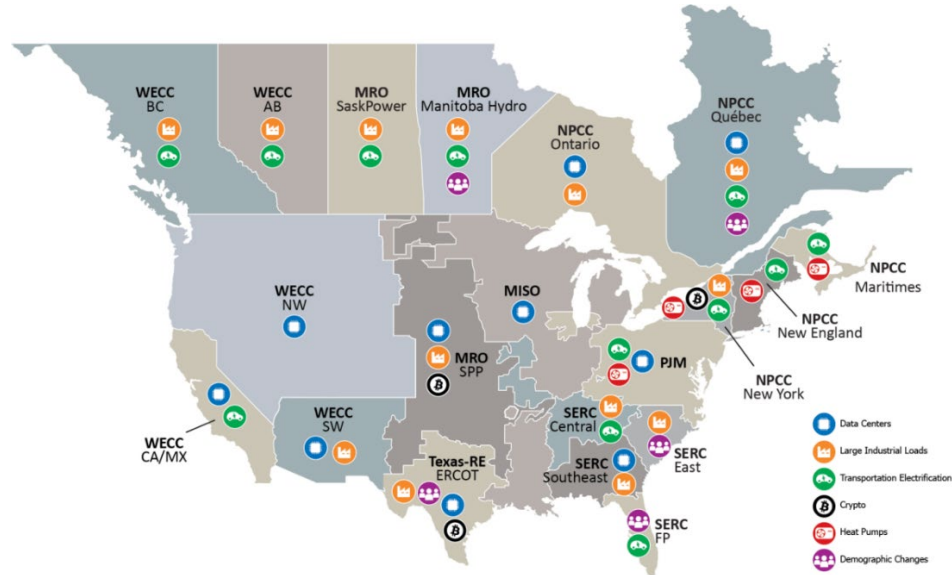 WECC
BC
WECC
AB
MRO
SaskPower
MRO
Manitoba Hydro
NPCC
Ontario
NPCC
Québec
NPCC
Maritimes
WECC
NW
MISO
MRO
SPP
PJM
NPCC
New England
NPCC
New York
WECC
CA/MX
WECC
SW
Texas-RE
ERCOT
SERC
Central
SERC
Southeast
SERC
East
SERC
FP
Data Centers
Large Industrial Loads
Transportation Electrification
Crypto
Heat Pumps
Demographic Changes